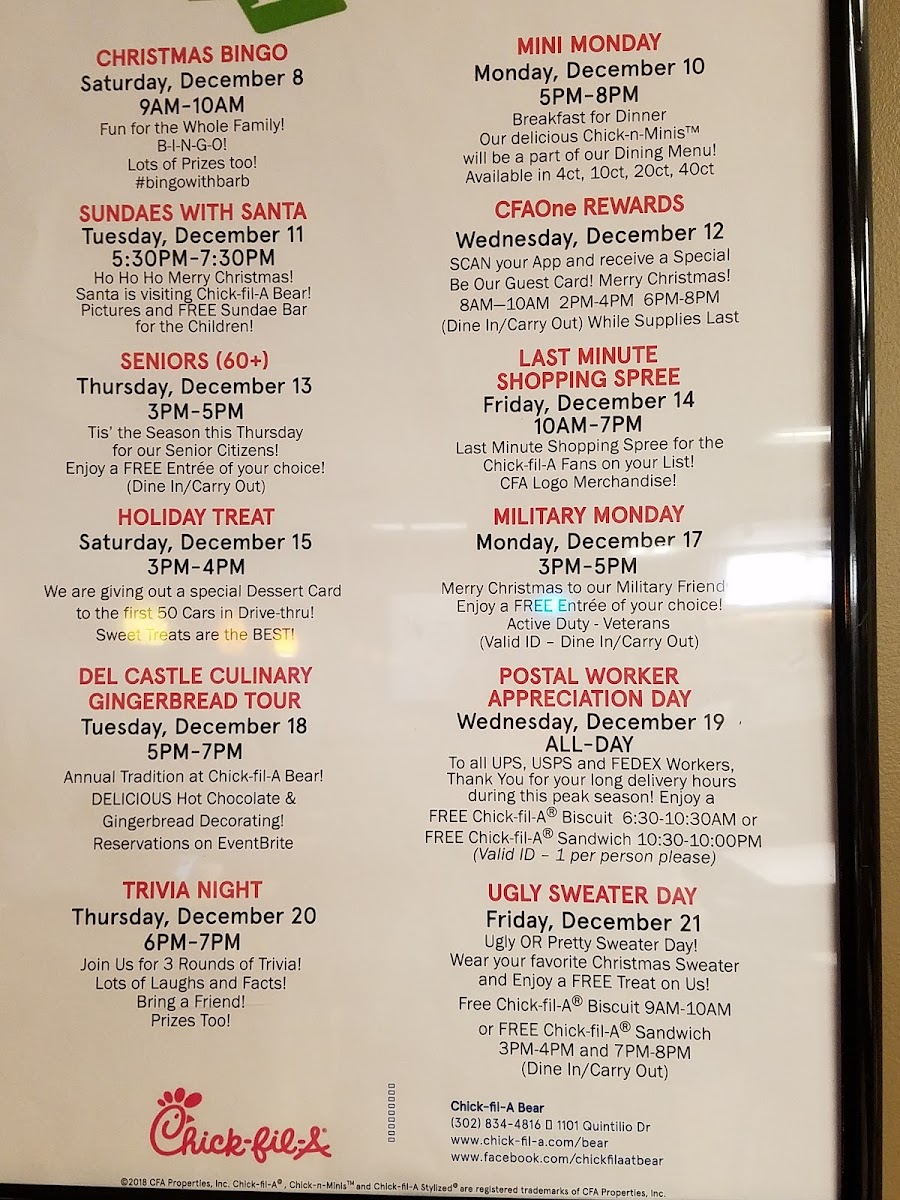 CHRISTMAS BINGO
Saturday, December 8
9AM-10AM
Fun for the Whole Family!
B-I-N-G-O!
Lots of Prizes too!
#bingowithbarb
SUNDAES WITH SANTA
Tuesday, December 11
5:30PM-7:30PM
Ho Ho Ho Merry Christmas!
Santa is visiting Chick-fil-A Bear!
Pictures and FREE Sundae Bar
for the Children!
SENIORS (60+)
Thursday, December 13
3PM-5PM
Tis' the Season this Thursday
for our Senior Citizens!
Enjoy a FREE Entrée of your choice!
(Dine In/Carry Out)
HOLIDAY TREAT
Saturday, December 15
3PM-4PM
We are giving out a special Dessert Card
to the first 50 Cars in Drive-thru!
Sweet Treats are the BEST!
DEL CASTLE CULINARY
GINGERBREAD TOUR
Tuesday, December 18
5PM-7PM
Annual Tradition at Chick-fil-A Bear!
DELICIOUS Hot Chocolate &
Gingerbread Decorating!
Reservations on EventBrite
TRIVIA NIGHT
Thursday, December 20
6PM-7PM
Join Us for 3 Rounds of Trivia!
Lots of Laughs and Facts!
Bring a Friend!
Prizes Too!
MINI MONDAY
Monday, December 10
5PM-8PM
Breakfast for Dinner
Our delicious Chick-n-Minis™
will be a part of our Dining Menu!
Available in 4ct, 10ct, 20ct, 40ct
CFAOne REWARDS
Wednesday, December 12
SCAN your App and receive a Special
Be Our Guest Card! Merry Christmas!
8AM—10AM 2PM-4PM 6PM-8PM
(Dine In/Carry Out) While Supplies Last
LAST MINUTE
SHOPPING SPREE
Friday, December 14
10AM-7PM
Last Minute Shopping Spree for the
Chick-fil-A Fans on your List!
CFA Logo Merchandise!
MILITARY MONDAY
Monday, December 17
3PM-5PM
Merry Christmas to our Military Friend
Enjoy a FREE Entrée of your choice!
Active Duty - Veterans
(Valid ID – Dine In/Carry Out)
POSTAL WORKER
APPRECIATION DAY
Wednesday, December 19
ALL-DAY
To all UPS, USPS and FEDEX Workers,
Thank You for your long delivery hours
during this peak season! Enjoy a
FREE Chick-fil-A® Biscuit 6:30-10:30AM or
FREE Chick-fil-A® Sandwich 10:30-10:00PM
(Valid ID – 1 per person please)
UGLY SWEATER DAY
Friday, December 21
Ugly OR Pretty Sweater Day!
Wear your favorite Christmas Sweater
and Enjoy a FREE Treat on Us!
Free Chick-fil-A® Biscuit 9AM-10AM
or FREE Chick-fil-A® Sandwich
3PM-4PM and 7PM-8PM
(Dine In/Carry Out)
Chick-fil-A®
Chick-fil-A Bear
(302) 834-4816 1101 Quintilio Dr
www.chick-fil-a.com/bear
www.facebook.com/chickfilaatbear
©2018 CFA Properties, Inc. Chick-fil-A®, Chick-n-Minis™ and Chick-fil-A Stylized® are registered trademarks of CFA Properties, Inc.